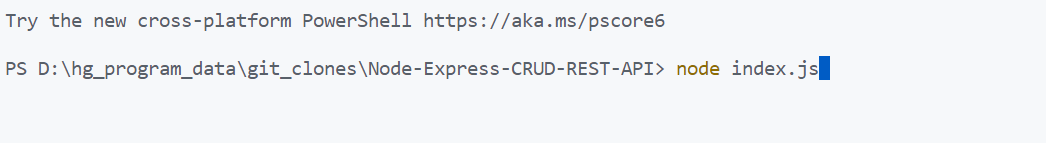 Try the new cross-platform PowerShell https://aka.ms/pscore6
PS D:\hg_program_data\git_clones\Node-Express-CRUD-REST-API> node index.js